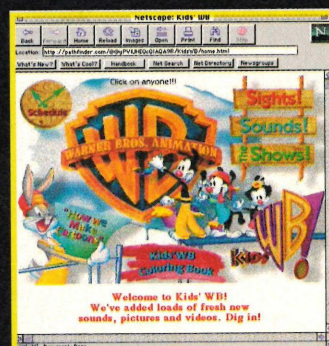 Netscape: Kids' WB
Back Forward Home Reload Images Open Print Find Stop
N
Location:
What's New? What's Cool? Handbook Net Search Net Directory Newsgroups
Click on anyone!!!
Schedule
Sights!
Sounds!
The Shows!
WB
WARNER BROS. ANIMATION
"How we
Make
Cartoons"
Kids' WB
Coloring Book
KIDS WB!
Welcome to Kids' WB!
We've added loads of fresh new
sounds, pictures and videos. Dig in!